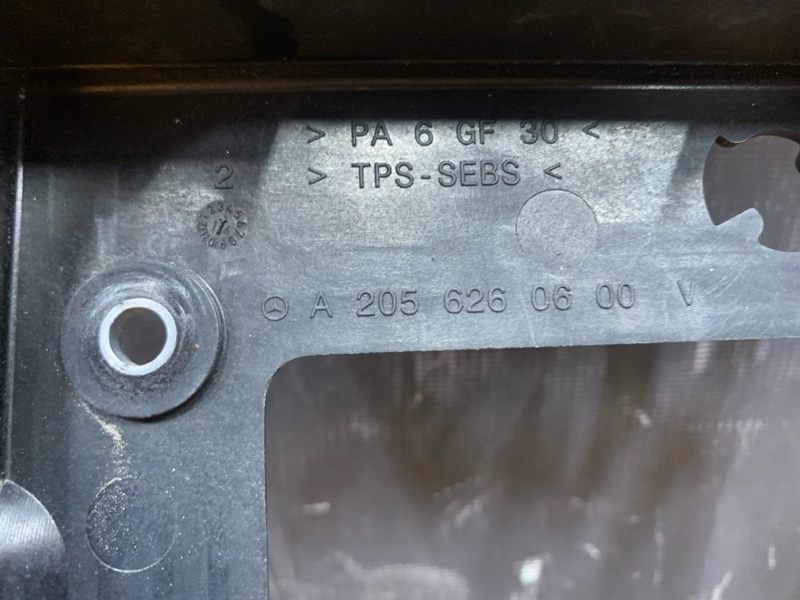 > PA 6 GF 30 <
2 > TPS-SEBS <
A 205 626 06 00 V